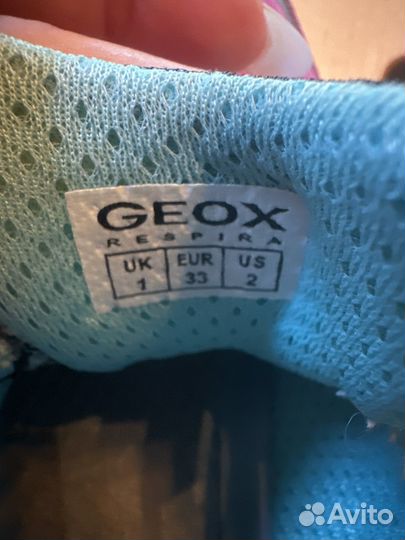 GEOX
RESPIRA
UK EUR US
1 33 2
Avito